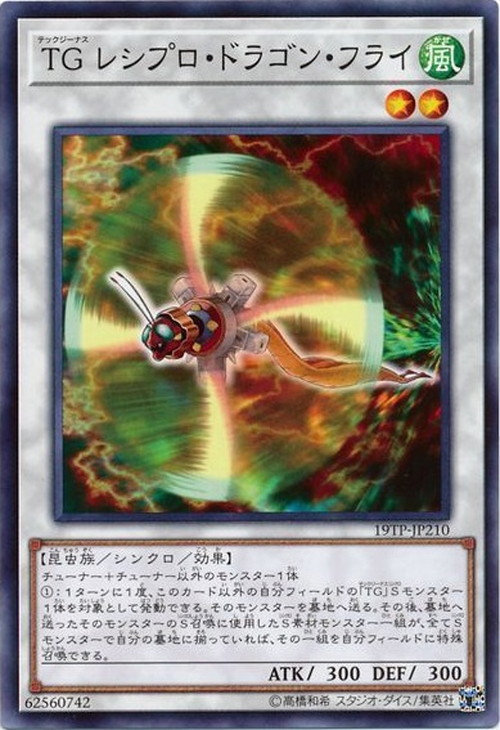 テックジーナス
TG レシプロ・ドラゴン・フライ
かぜ
風
19TP-JP210
【昆虫族／シンクロ／効果】
チューナー＋チューナー以外のモンスター1体
①：1ターンに1度、このカード以外の自分フィールドの「TG」Sモンスター
1体を対象として発動できる。そのモンスターを墓地へ送る。その後、墓地へ
送ったそのモンスターのS召喚に使用したS素材モンスター一組が、全てS
モンスターで自分の墓地に揃っていれば、その一組を自分フィールドに特殊
召喚できる。
ATK/ 300 DEF/ 300
62560742
©高橋和希 スタジオ・ダイス/集英社